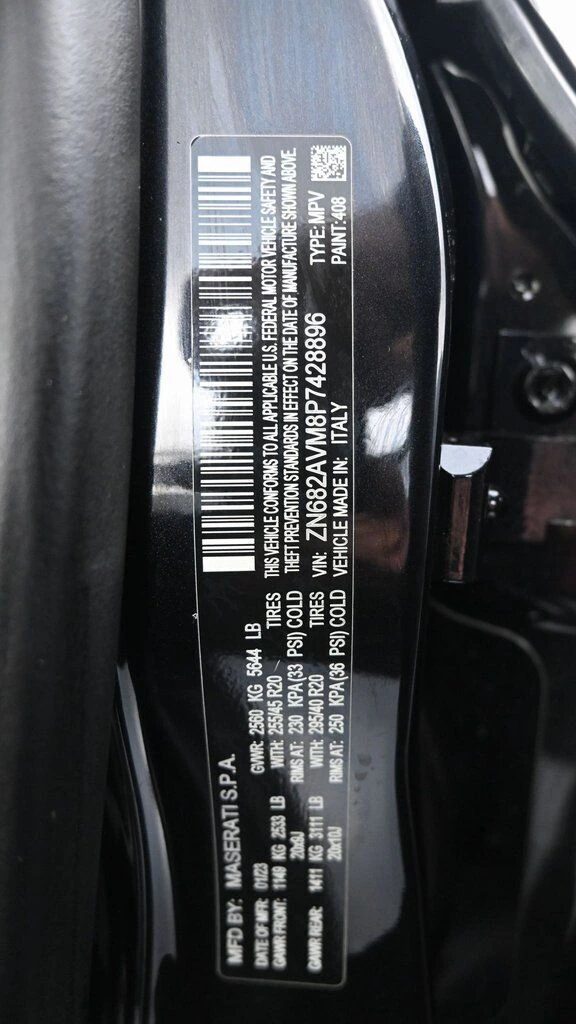 MFD BY: MASERATI S.P.A.
DATE OF MFR: 01/23 GVWR: 2560 KG 5644 LB
GAWR FRONT: 1149 KG 2533 LB WITH: 255/45 R20 TIRES
20x9J RIMS AT: 230 KPA(33 PSI) COLD
GAWR REAR: 1411 KG 3111 LB WITH: 295/40 R20 TIRES
20x10J RIMS AT: 250 KPA(36 PSI) COLD
THIS VEHICLE CONFORMS TO ALL APPLICABLE U.S. FEDERAL MOTOR VEHICLE SAFETY AND
THEFT PREVENTION STANDARDS IN EFFECT ON THE DATE OF MANUFACTURE SHOWN ABOVE.
VIN: ZN682AVM8P7428896 TYPE: MPV
VEHICLE MADE IN: ITALY PAINT: 408